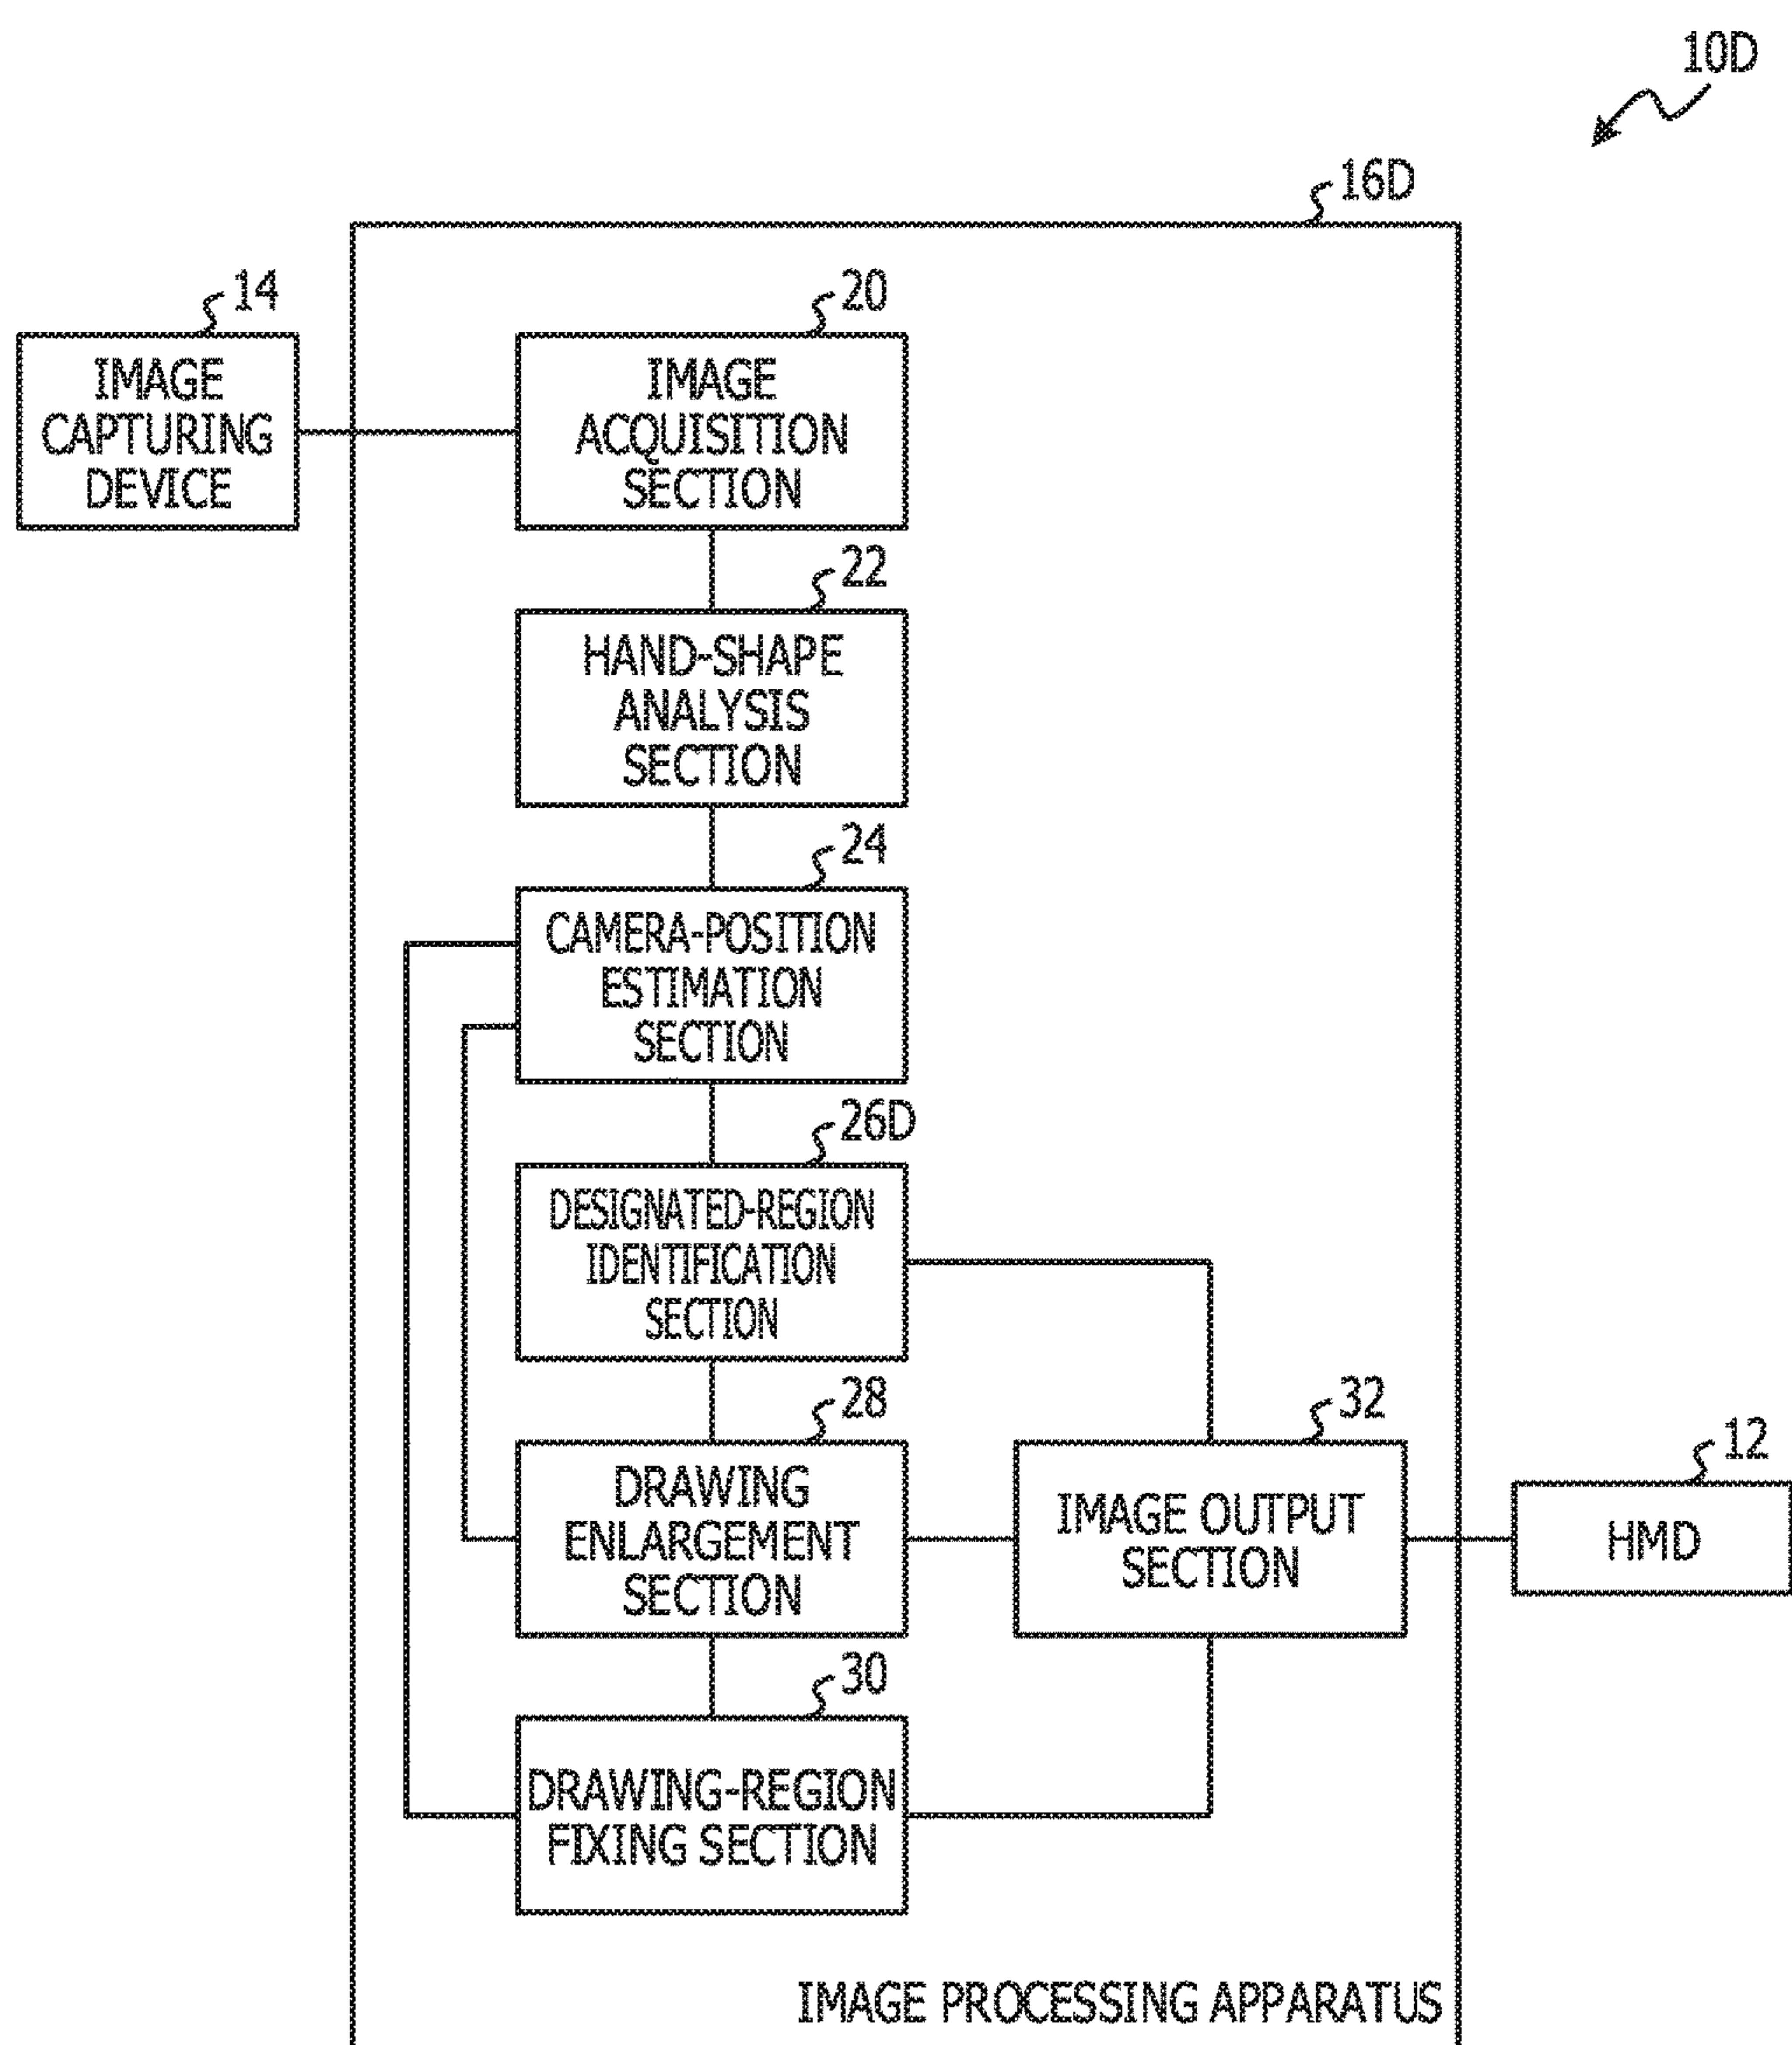 10D
16D
14
IMAGE
CAPTURING
DEVICE
20
IMAGE
ACQUISITION
SECTION
22
HAND-SHAPE
ANALYSIS
SECTION
24
CAMERA-POSITION
ESTIMATION
SECTION
26D
DESIGNATED-REGION
IDENTIFICATION
SECTION
28
DRAWING
ENLARGEMENT
SECTION
32
IMAGE OUTPUT
SECTION
12
HMD
30
DRAWING-REGION
FIXING SECTION
IMAGE PROCESSING APPARATUS